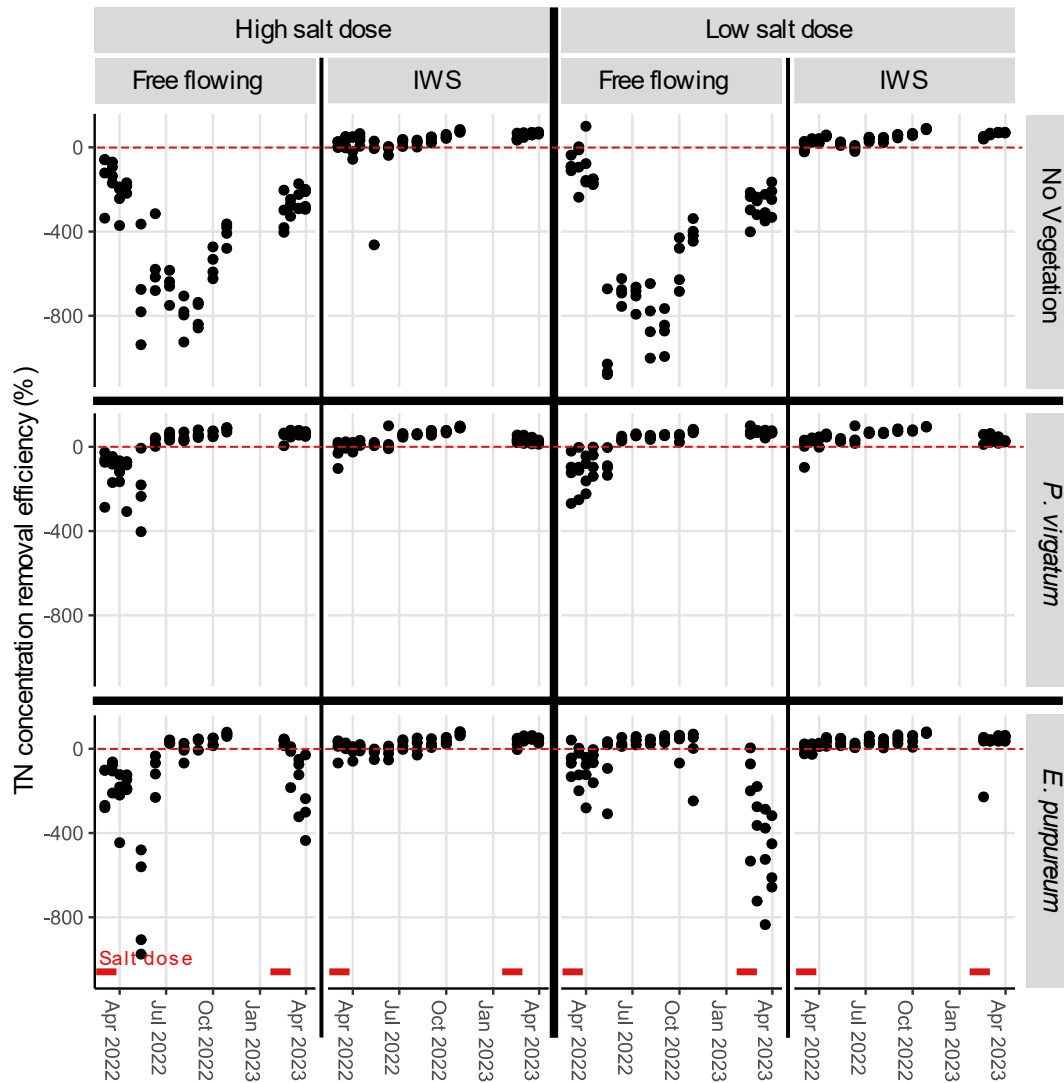 High salt dose
Low salt dose
Free flowing
IWS
Free flowing
IWS
TN concentration removal efficiency (%)
0
-400
-800
No Vegetation
0
-400
-800
P. virgatum
0
-400
-800
E. purpureum
Salt dose
Apr 2022
Jul 2022
Oct 2022
Jan 2023
Apr 2023
Apr 2022
Jul 2022
Oct 2022
Jan 2023
Apr 2023
Apr 2022
Jul 2022
Oct 2022
Jan 2023
Apr 2023
Apr 2022
Jul 2022
Oct 2022
Jan 2023
Apr 2023